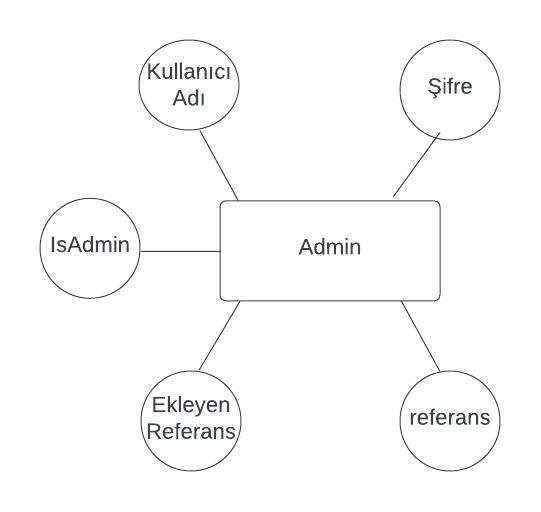 Kullanıcı
Adı
Şifre
IsAdmin
Admin
Ekleyen
Referans
referans